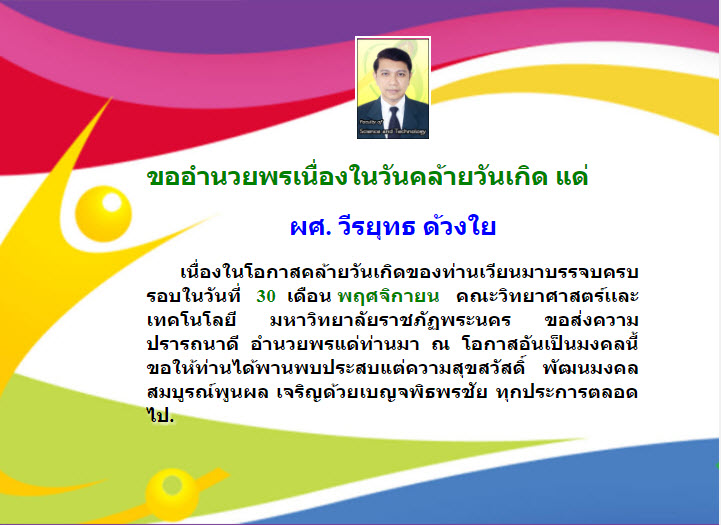 Faculty of
Science and Technology
ขออำนวยพรเนื่องในวันคล้ายวันเกิด แด่
ผศ. วีรยุทธ ด้วงใย
เนื่องในโอกาสคล้ายวันเกิดของท่านเวียนมาบรรจบครบ
รอบในวันที่ 30 เดือน พฤศจิกายน คณะวิทยาศาสตร์และ
เทคโนโลยี มหาวิทยาลัยราชภัฏพระนคร ขอส่งความ
ปรารถนาดี อำนวยพรแด่ท่านมา ณ โอกาสอันเป็นมงคลนี้
ขอให้ท่านได้พานพบประสบแต่ความสุขสวัสดิ์ พัฒนมงคล
สมบูรณ์พูนผล เจริญด้วยเบญจพิธพรชัย ทุกประการตลอด
ไป.